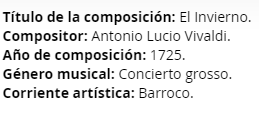 Título de la composición: El Invierno.
Compositor: Antonio Lucio Vivaldi.
Año de composición: 1725.
Género musical: Concierto grosso.
Corriente artística: Barroco.